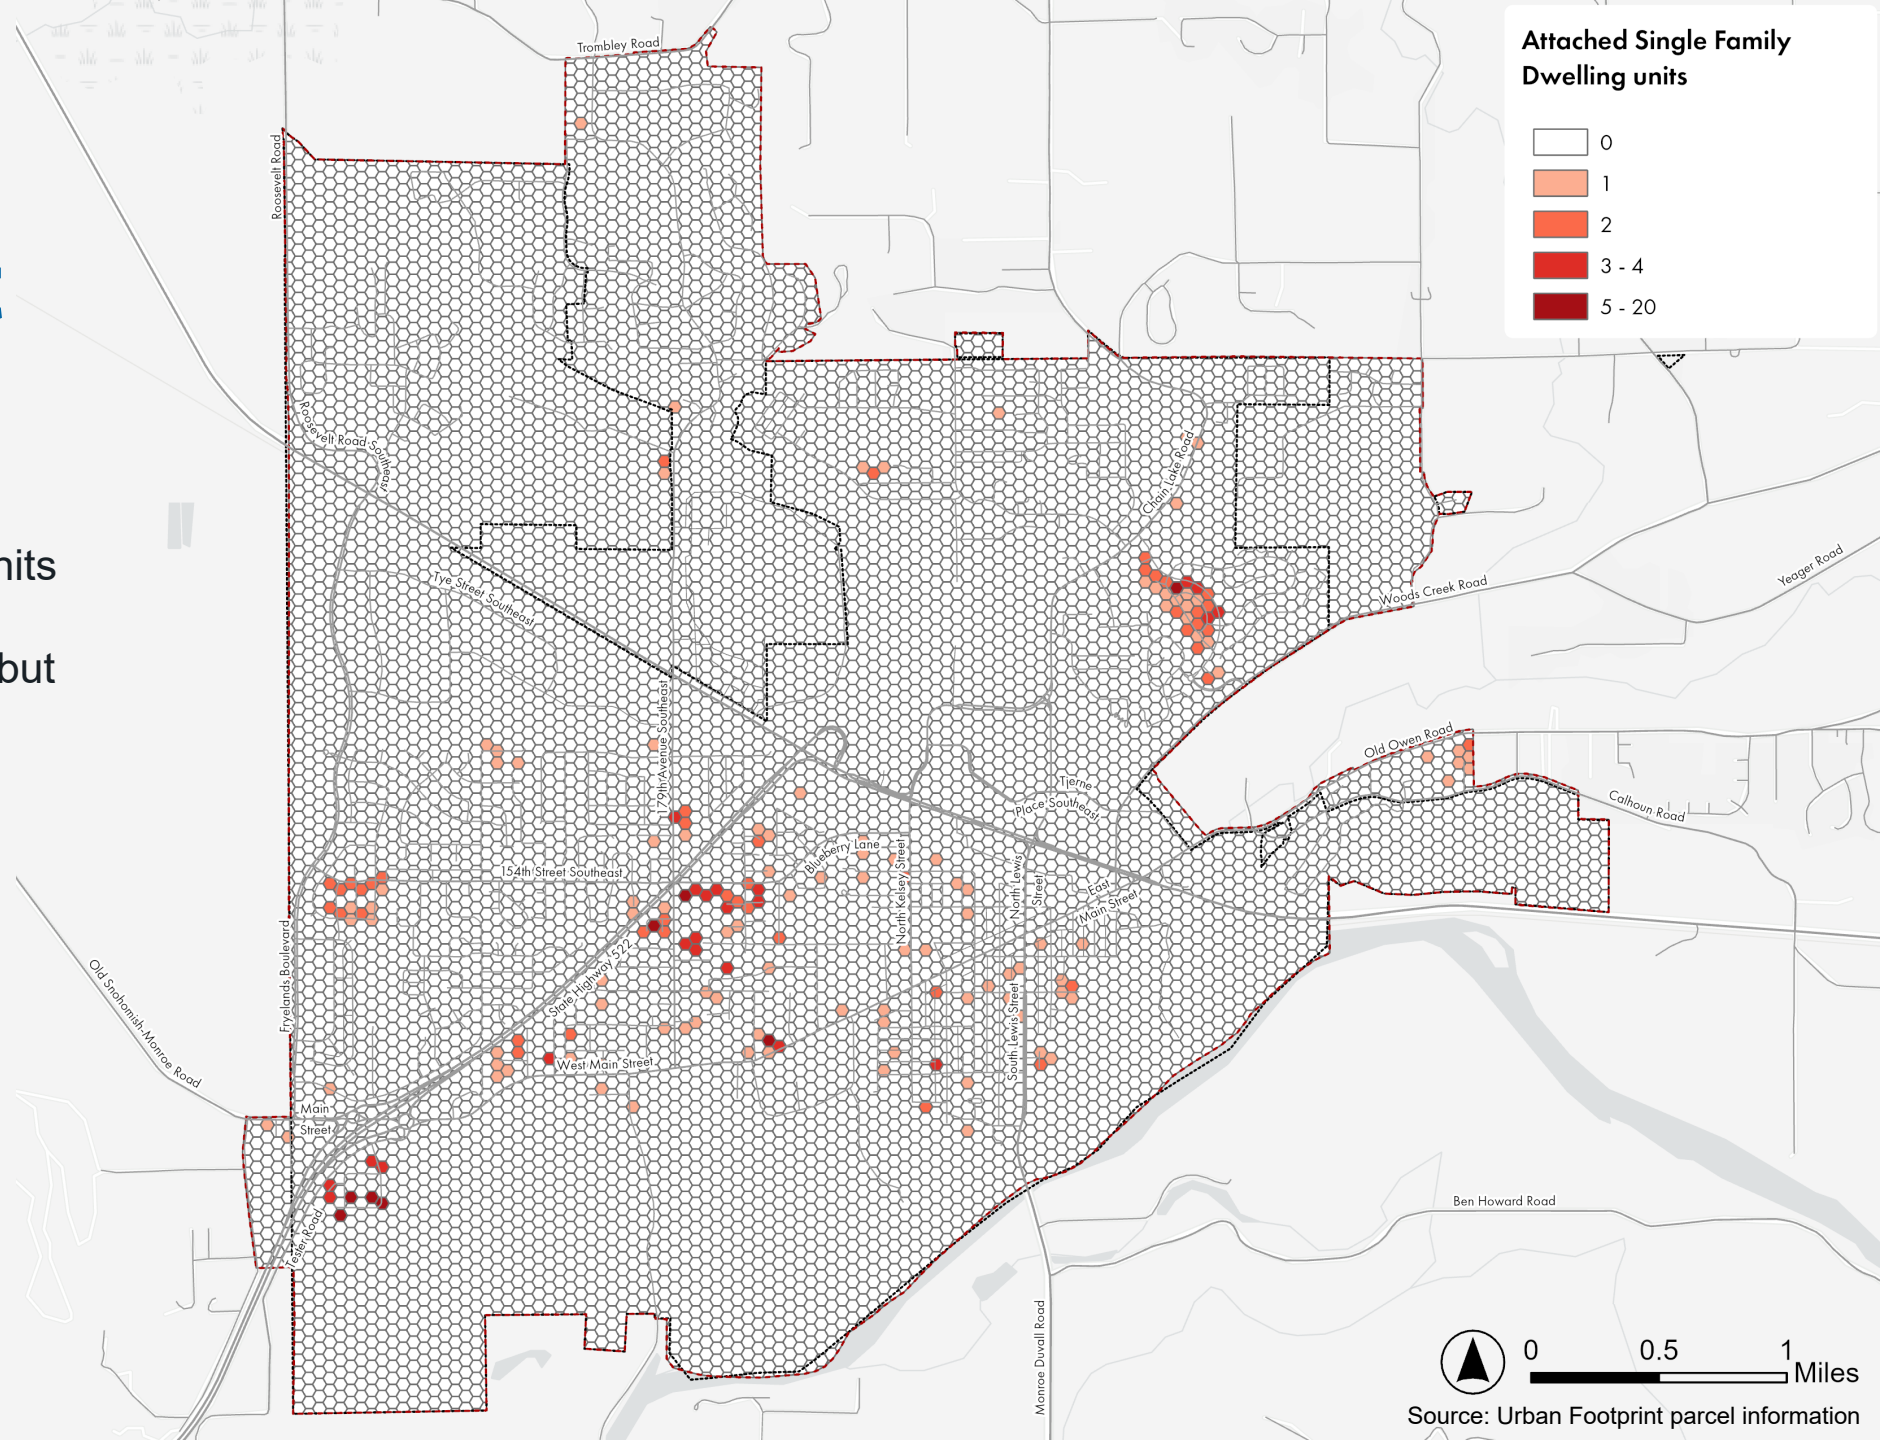 Attached Single Family
Dwelling units
0
1
2
3 - 4
5 - 20
Trombley Road
Roosevelt Road
Roosevelt Road Southeast
Chain Lake Road
Yeager Road
Woods Creek Road
Tye Street Southeast
179th Avenue Southeast
Old Owen Road
Tjerne
Place Southeast
Calhoun Road
Blueberry Lane
154th Street Southeast
North Kelsey Street
North Lewis
Street
East
Main Street
State Highway 522
Fryelands Boulevard
Old Snohomish-Monroe Road
West Main Street
South Lewis Street
Main
Street
Tester Road
Ben Howard Road
Monroe Duvall Road
nits
but
0 0.5 1
Miles
Source: Urban Footprint parcel information